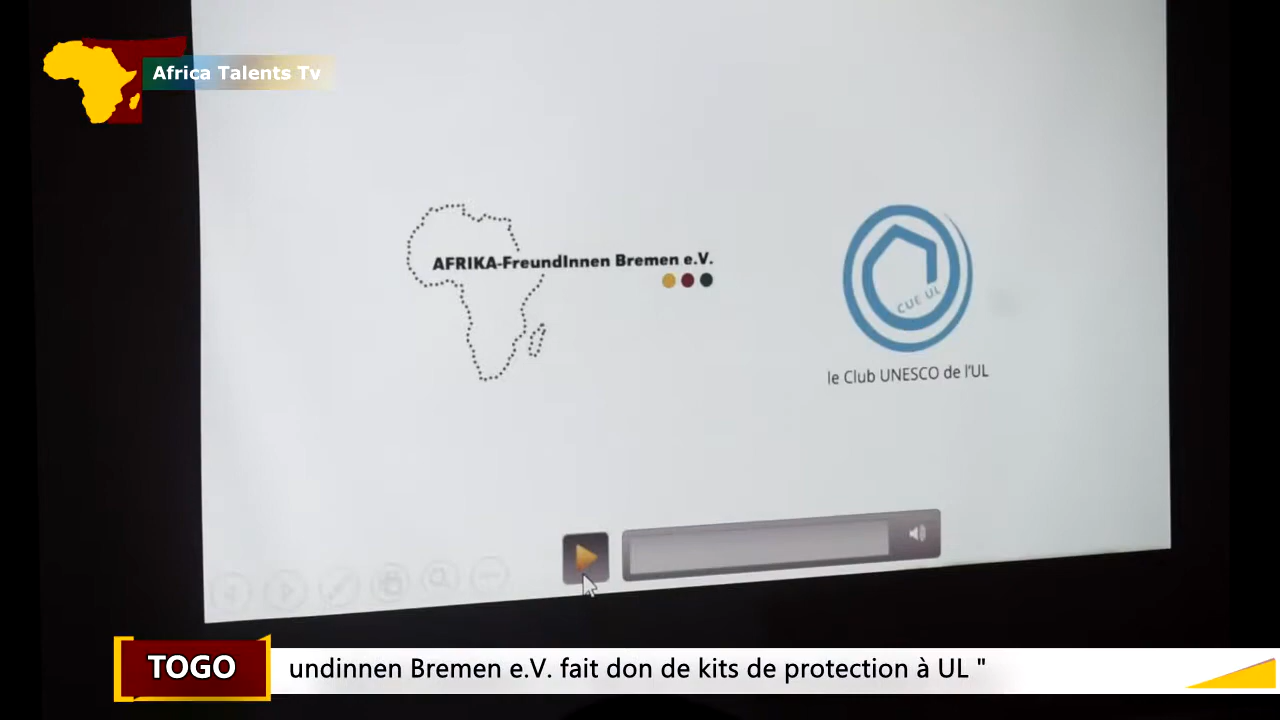 Africa Talents Tv
AFRIKA-FreundInnen Bremen e.V.
CUE UL
le Club UNESCO de l'UL
TOGO
undinnen Bremen e.V. fait don de kits de protection à UL "